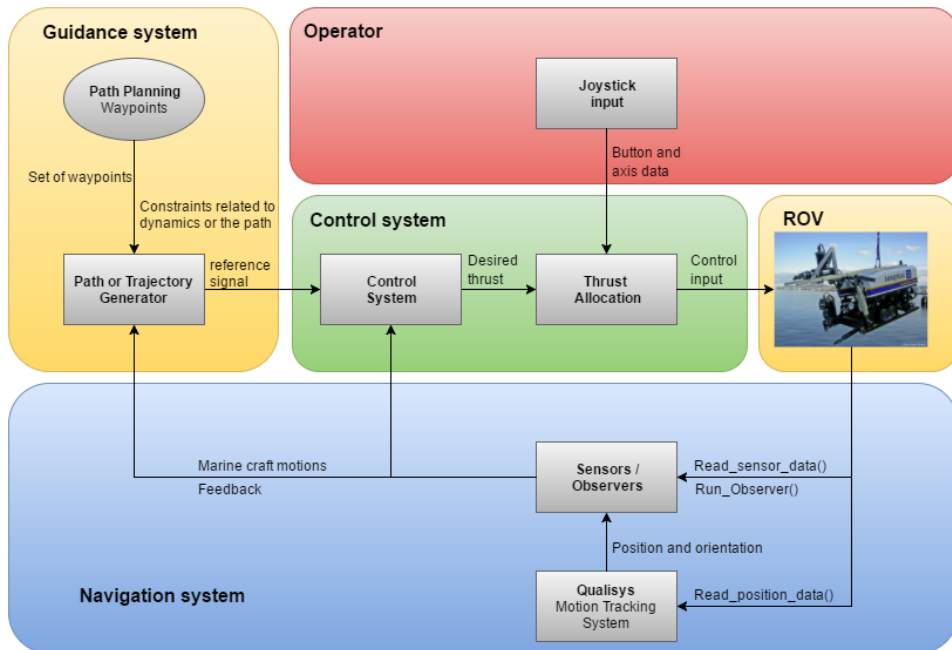 Guidance system
Path Planning
Waypoints
Set of waypoints
Constraints related to
dynamics or the path
Path or Trajectory
Generator
reference
signal
Operator
Joystick
input
Button and
axis data
Control system
Control
System
Desired
thrust
Thrust
Allocation
Control
input
ROV
Navigation system
Marine craft motions
Feedback
Sensors /
Observers
Read_sensor_data()
Run_Observer()
Position and orientation
Qualisys
Motion Tracking
System
Read_position_data()